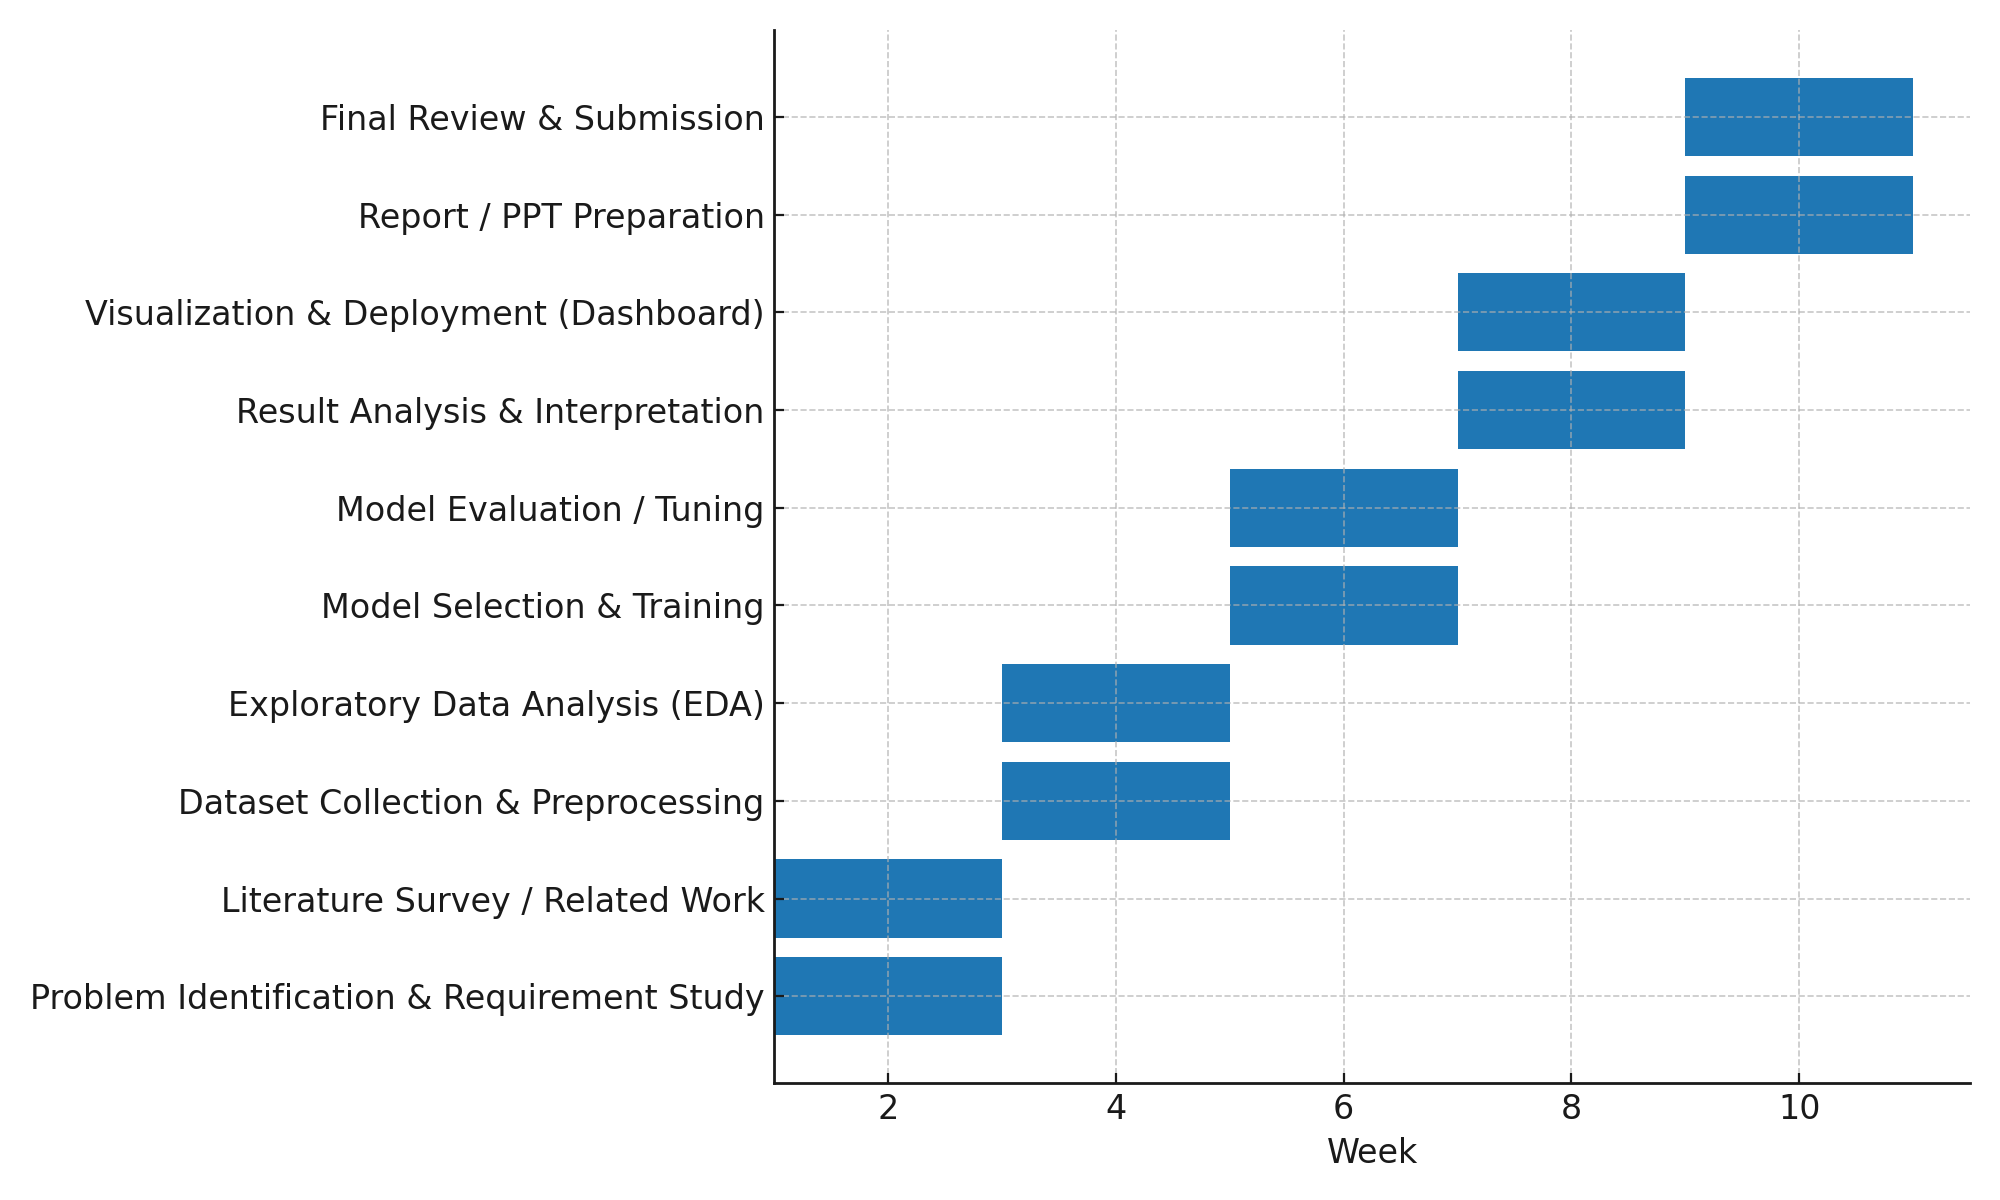 Final Review & Submission
Report / PPT Preparation
Visualization & Deployment (Dashboard)
Result Analysis & Interpretation
Model Evaluation / Tuning
Model Selection & Training
Exploratory Data Analysis (EDA)
Dataset Collection & Preprocessing
Literature Survey / Related Work
Problem Identification & Requirement Study
2 4 6 8 10
Week